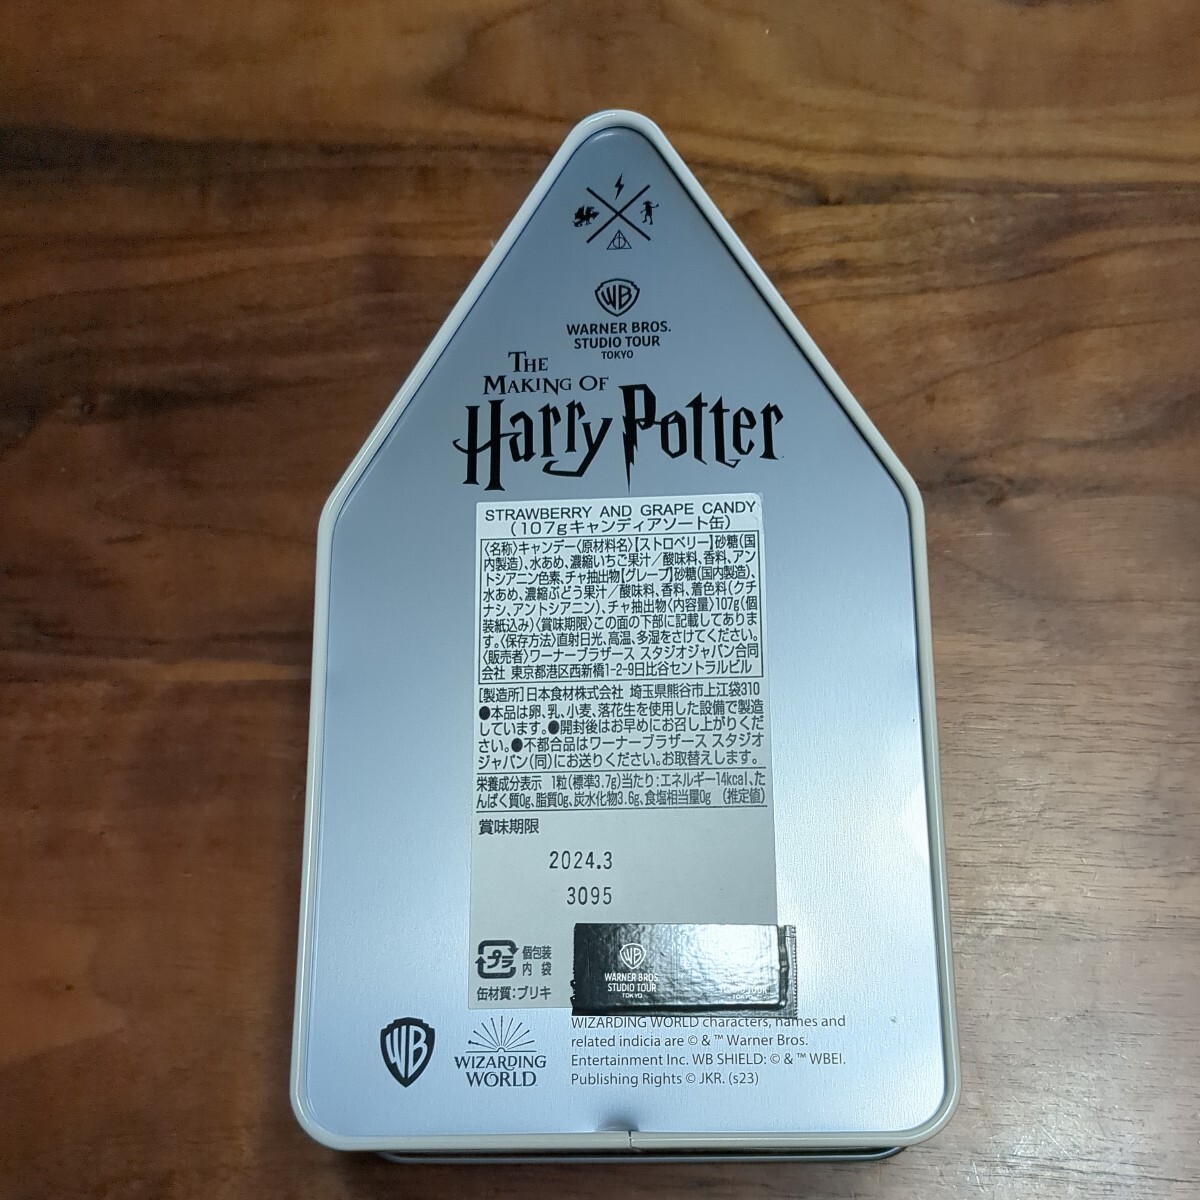 WB
WARNER BROS.
STUDIO TOUR
TOKYO
THE
MAKING OF
Harry Potter
STRAWBERRY AND GRAPE CANDY
(107gキャンディアソート缶)
〈名称〉キャンデー〈原材料名〉【ストロベリー】砂糖(国
内製造)、水あめ、濃縮いちご果汁／酸味料、香料、アン
トシアニン色素、チャ抽出物【グレープ】砂糖(国内製造)、
水あめ、濃縮ぶどう果汁／酸味料、香料、着色料(クチ
ナシ、アントシアニン)、チャ抽出物〈内容量〉107g(個
装紙込み)〈賞味期限〉この面の下部に記載してありま
す。〈保存方法〉直射日光、高温、多湿をさけてください。
〈販売者〉ワーナーブラザース スタジオジャパン合同
会社 東京都港区西新橋1-2-9日比谷セントラルビル
[製造所]日本食材株式会社 埼玉県熊谷市上江袋310
●本品は卵、乳、小麦、落花生を使用した設備で製造
しています。●開封後はお早めにお召し上がりくだ
さい。●不都合品はワーナーブラザース スタジオ
ジャパン(同)にお送りください。お取替えします。
栄養成分表示 1粒(標準3.7g)当たり:エネルギー14kcal、た
んぱく質0g、脂質0g、炭水化物3.6g、食塩相当量0g (推定値)
賞味期限
2024.3
3095
プラ
個包装
内 袋
缶材質:ブリキ
WB
WARNER BROS.
STUDIO TOUR
TOKYO
WB
WIZARDING
WORLD
WIZARDING WORLD characters, names and
related indicia are © & ™ Warner Bros.
Entertainment Inc. WB SHIELD: © & ™ WBEI.
Publishing Rights © JKR. (s23)